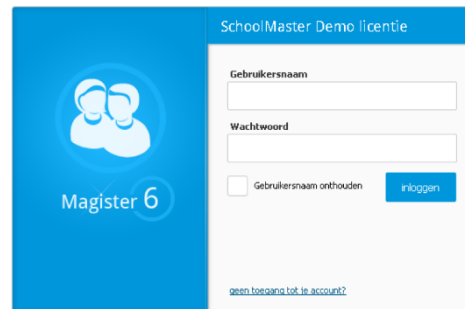 SchoolMaster Demo licentie
Gebruikersnaam
Wachtwoord
Gebruikersnaam onthouden
inloggen
Magister 6
geen toegang tot je account?